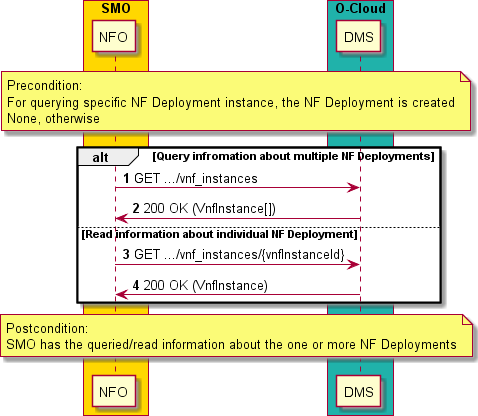 SMO
O-Cloud
NFO
DMS
Precondition:
For querying specific NF Deployment instance, the NF Deployment is created
None, otherwise
alt
[Query infromation about multiple NF Deployments]
1 GET .../vnf_instances
2 200 OK (VnfInstance[])
[Read information about individual NF Deployment]
3 GET .../vnf_instances/{vnfInstanceId}
4 200 OK (VnfInstance)
Postcondition:
SMO has the queried/read information about the one or more NF Deployments
NFO
DMS